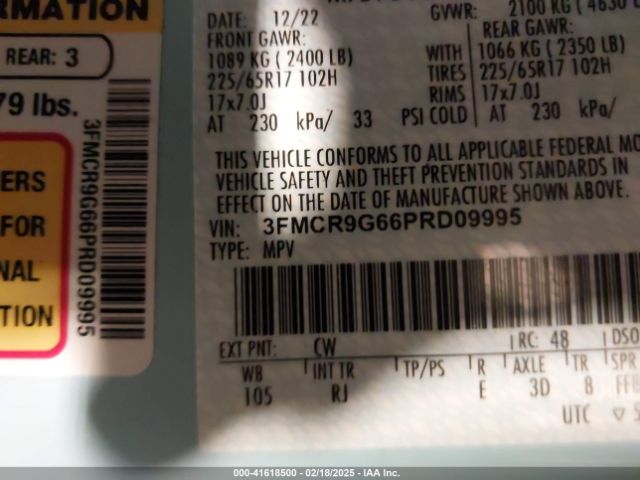 RMATION
REAR: 3
79 lbs.
3FMCR9G66PRD09995
ERS
FOR
NAL
TION
DATE: 12/22
GVWR: 2100 KG ( 4630 L
FRONT GAWR:
REAR GAWR:
1089 KG ( 2400 LB)
WITH
1066 KG ( 2350 LB)
225/65R17 102H
TIRES
225/65R17 102H
17x7.0J
RIMS
17x7.0J
AT 230 kPa/ 33 PSI COLD
AT 230 kPa/
THIS VEHICLE CONFORMS TO ALL APPLICABLE FEDERAL MO
VEHICLE SAFETY AND THEFT PREVENTION STANDARDS IN
EFFECT ON THE DATE OF MANUFACTURE SHOWN ABOVE.
VIN: 3FMCR9G66PRD09995
TYPE: MPV
EXT PNT: CW
RC: 48
DSO
WB
INT TR
TP/PS
R
AXLE
TR
SPR
105
RJ
E
3D
8
UTC
000-41618500 - 02/18/2025 - IAA Inc.